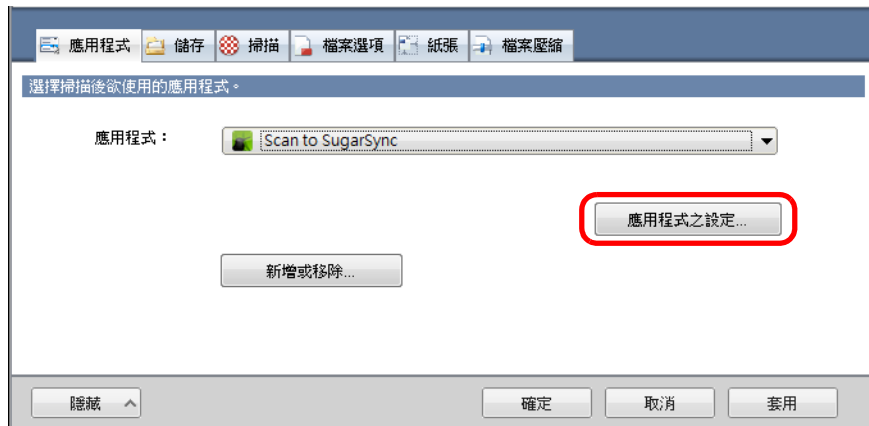 應用程式 儲存 掃描 檔案選項 紙張 檔案壓縮
選擇掃描後欲使用的應用程式。
應用程式： Scan to SugarSync
應用程式之設定...
新增或移除...
隱藏 確定 取消 套用